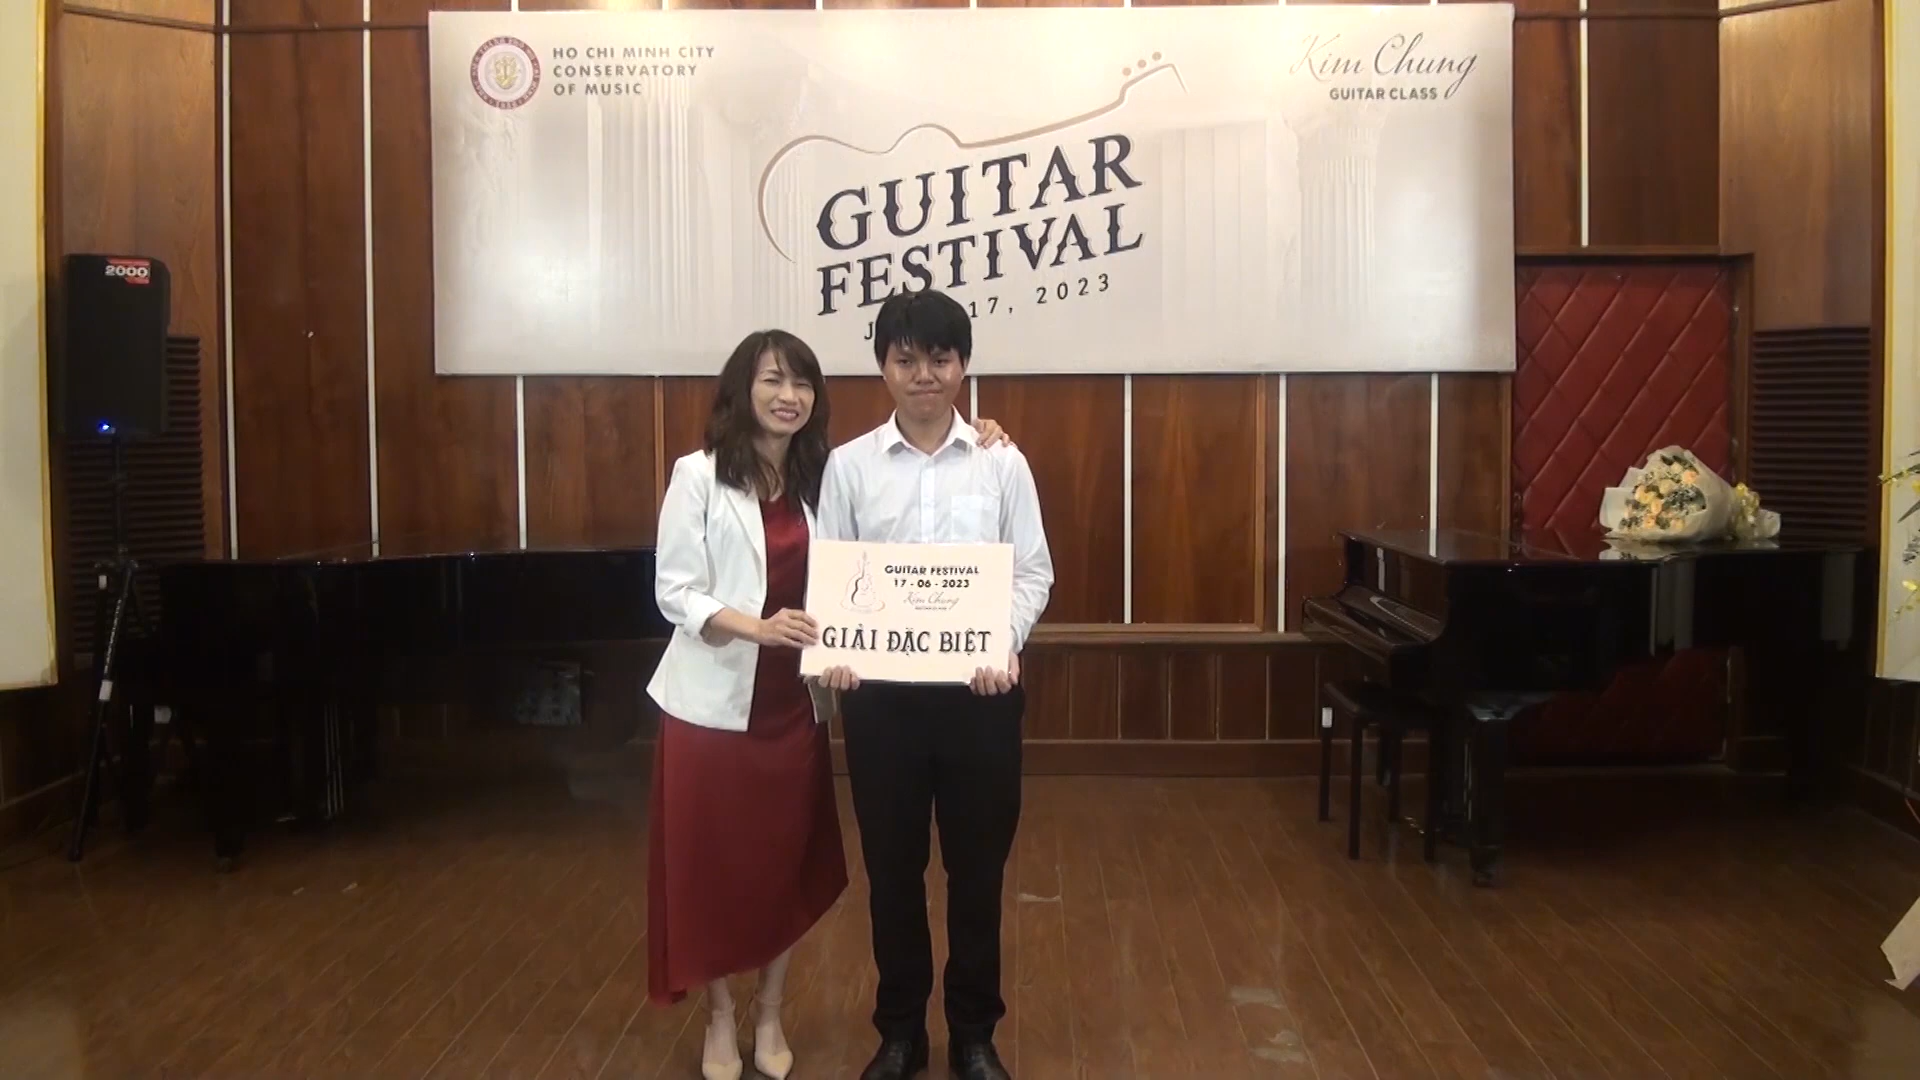 HO CHI MINH CITY
CONSERVATORY
OF MUSIC
Kim Chung
GUITAR CLASS
GUITAR
FESTIVAL
17, 2023
2000
GUITAR FESTIVAL
17 - 06 - 2023
Kim Chung
GIẢI ĐẶC BIỆT